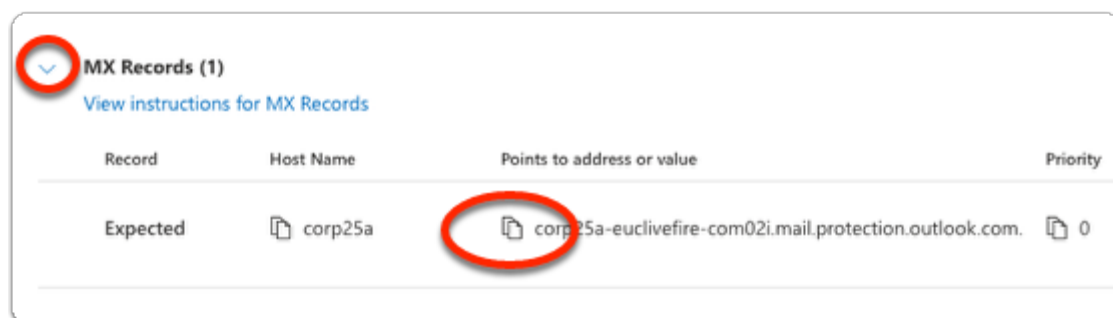 MX Records (1)
View instructions for MX Records
Record Host Name Points to address or value Priority
Expected corp25a corp25a-euclivefire-com02i.mail.protection.outlook.com. 0